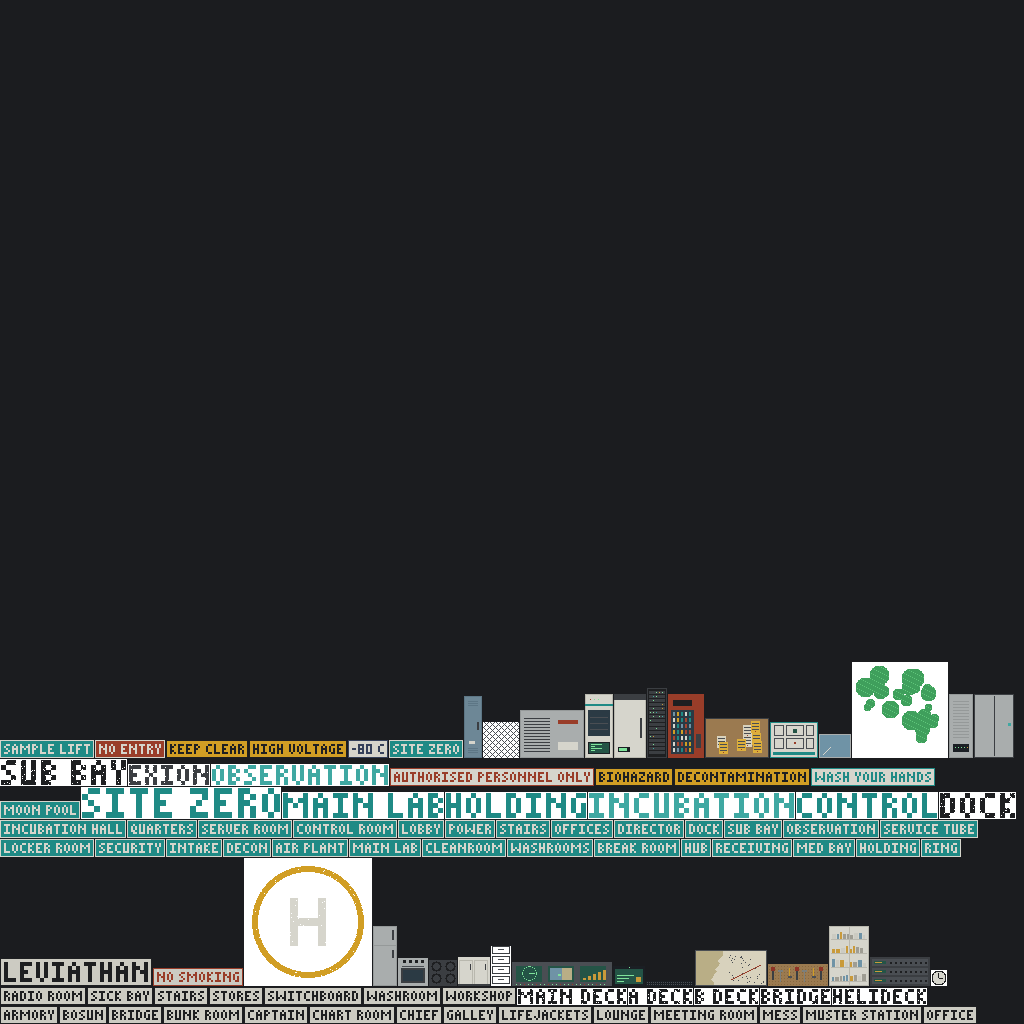 SAMPLE LIFT NO ENTRY KEEP CLEAR HIGH VOLTAGE -80 C SITE ZERO
SUB BAY EXION OBSERVATION AUTHORISED PERSONNEL ONLY BIOHAZARD DECONTAMINATION WASH YOUR HANDS
MOON POOL SITE ZERO MAIN LAB HOLDING INCUBATION CONTROL DOCK
INCUBATION HALL QUARTERS SERVER ROOM CONTROL ROOM LOBBY POWER STAIRS OFFICES DIRECTOR DOCK SUB BAY OBSERVATION SERVICE TUBE
LOCKER ROOM SECURITY INTAKE DECON AIR PLANT MAIN LAB CLEANROOM WASHROOMS BREAK ROOM HUB RECEIVING MED BAY HOLDING RING
H
LEVIATHAN NO SMOKING
RADIO ROOM SICK BAY STAIRS STORES SWITCHBOARD WASHROOM WORKSHOP MAIN DECK A DECK B DECK BRIDGE HELIDECK
ARMORY BOSUN BRIDGE BUNK ROOM CAPTAIN CHART ROOM CHIEF GALLEY LIFEJACKETS LOUNGE MEETING ROOM MESS MUSTER STATION OFFICE